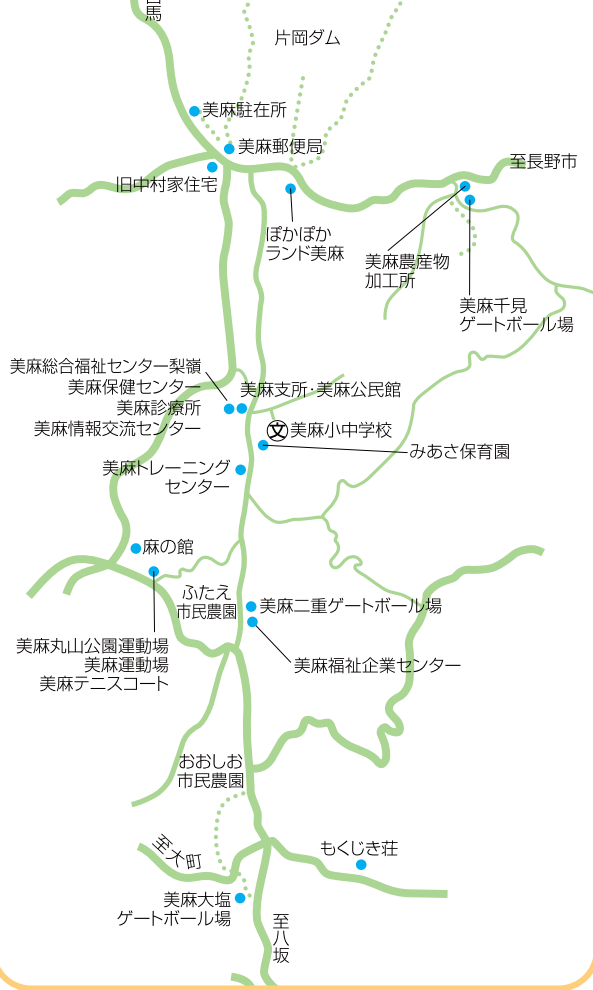 馬
片岡ダム
美麻駐在所
美麻郵便局
至長野市
旧中村家住宅
ぽかぽか
ランド美麻
美麻農産物
加工所
美麻千見
ゲートボール場
美麻総合福祉センター梨嶺
美麻保健センター
美麻診療所
美麻情報交流センター
美麻支所・美麻公民館
文
美麻小中学校
みあさ保育園
美麻トレーニング
センター
麻の館
ふたえ
市民農園
美麻二重ゲートボール場
美麻丸山公園運動場
美麻運動場
美麻テニスコート
美麻福祉企業センター
おおしお
市民農園
至大町
もくじき荘
美麻大塩
ゲートボール場
至八坂